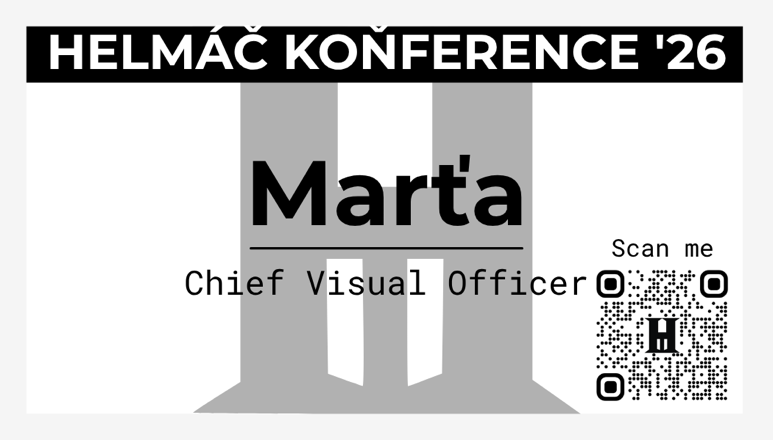 HELMÁČ KOŇFERENCE '26
Marťa
Chief Visual Officer
Scan me
H